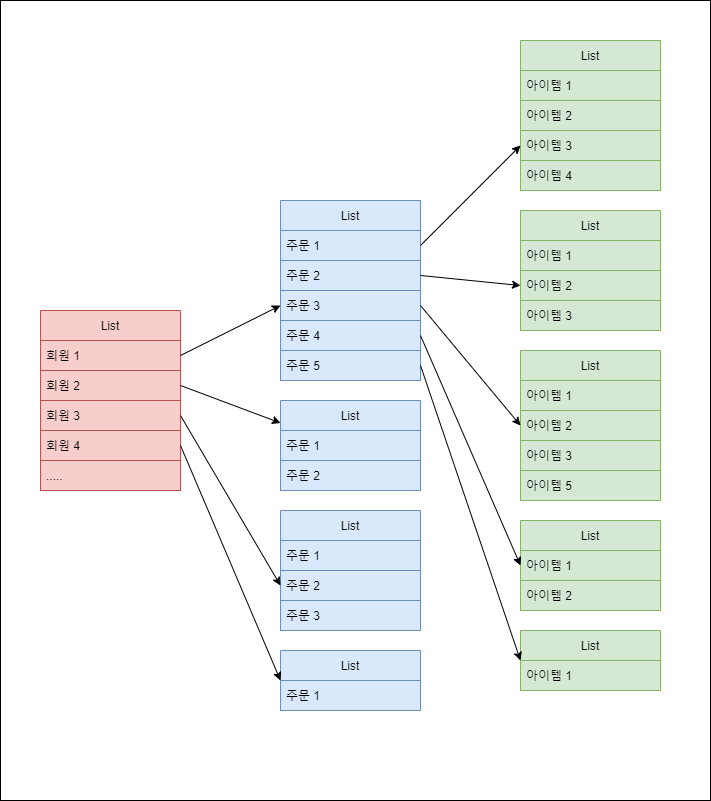 List
회원 1
회원 2
회원 3
회원 4
.....
List
주문 1
주문 2
주문 3
주문 4
주문 5
List
주문 1
주문 2
List
주문 1
주문 2
주문 3
List
주문 1
List
아이템 1
아이템 2
아이템 3
아이템 4
List
아이템 1
아이템 2
아이템 3
List
아이템 1
아이템 2
아이템 3
아이템 5
List
아이템 1
아이템 2
List
아이템 1